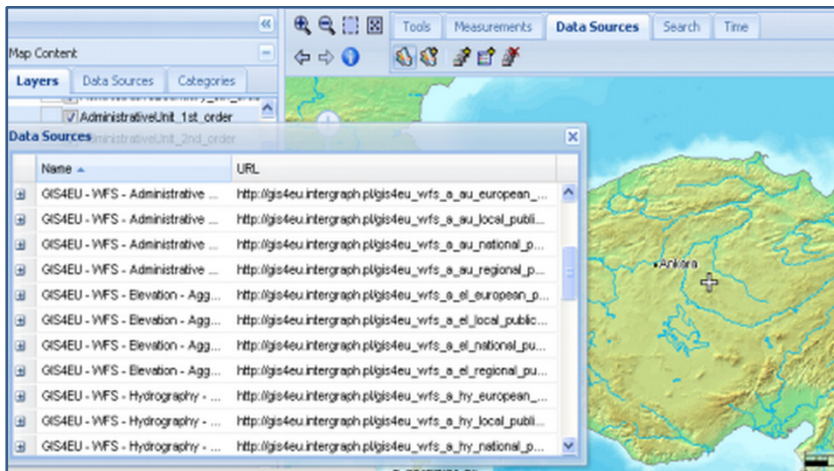 Tools Measurements Data Sources Search Time
Map Content
Layers Data Sources Categories
AdministrativeUnit_1st_order
AdministrativeUnit_2nd_order
Data Sources
Name URL
GIS4EU - WFS - Administrative ... http://gis4eu.intergraph.pl/gis4eu_wfs_a_au_european_...
GIS4EU - WFS - Administrative ... http://gis4eu.intergraph.pl/gis4eu_wfs_a_au_local_publi...
GIS4EU - WFS - Administrative ... http://gis4eu.intergraph.pl/gis4eu_wfs_a_au_national_p...
GIS4EU - WFS - Administrative ... http://gis4eu.intergraph.pl/gis4eu_wfs_a_au_regional_p...
GIS4EU - WFS - Elevation - Agg... http://gis4eu.intergraph.pl/gis4eu_wfs_a_el_european_p...
GIS4EU - WFS - Elevation - Agg... http://gis4eu.intergraph.pl/gis4eu_wfs_a_el_local_public...
GIS4EU - WFS - Elevation - Agg... http://gis4eu.intergraph.pl/gis4eu_wfs_a_el_national_pu...
GIS4EU - WFS - Elevation - Agg... http://gis4eu.intergraph.pl/gis4eu_wfs_a_el_regional_pu...
GIS4EU - WFS - Hydrography - ... http://gis4eu.intergraph.pl/gis4eu_wfs_a_hy_european_...
GIS4EU - WFS - Hydrography - ... http://gis4eu.intergraph.pl/gis4eu_wfs_a_hy_local_publi...
GIS4EU - WFS - Hydrography - ... http://gis4eu.intergraph.pl/gis4eu_wfs_a_hy_national_p...
Ankara